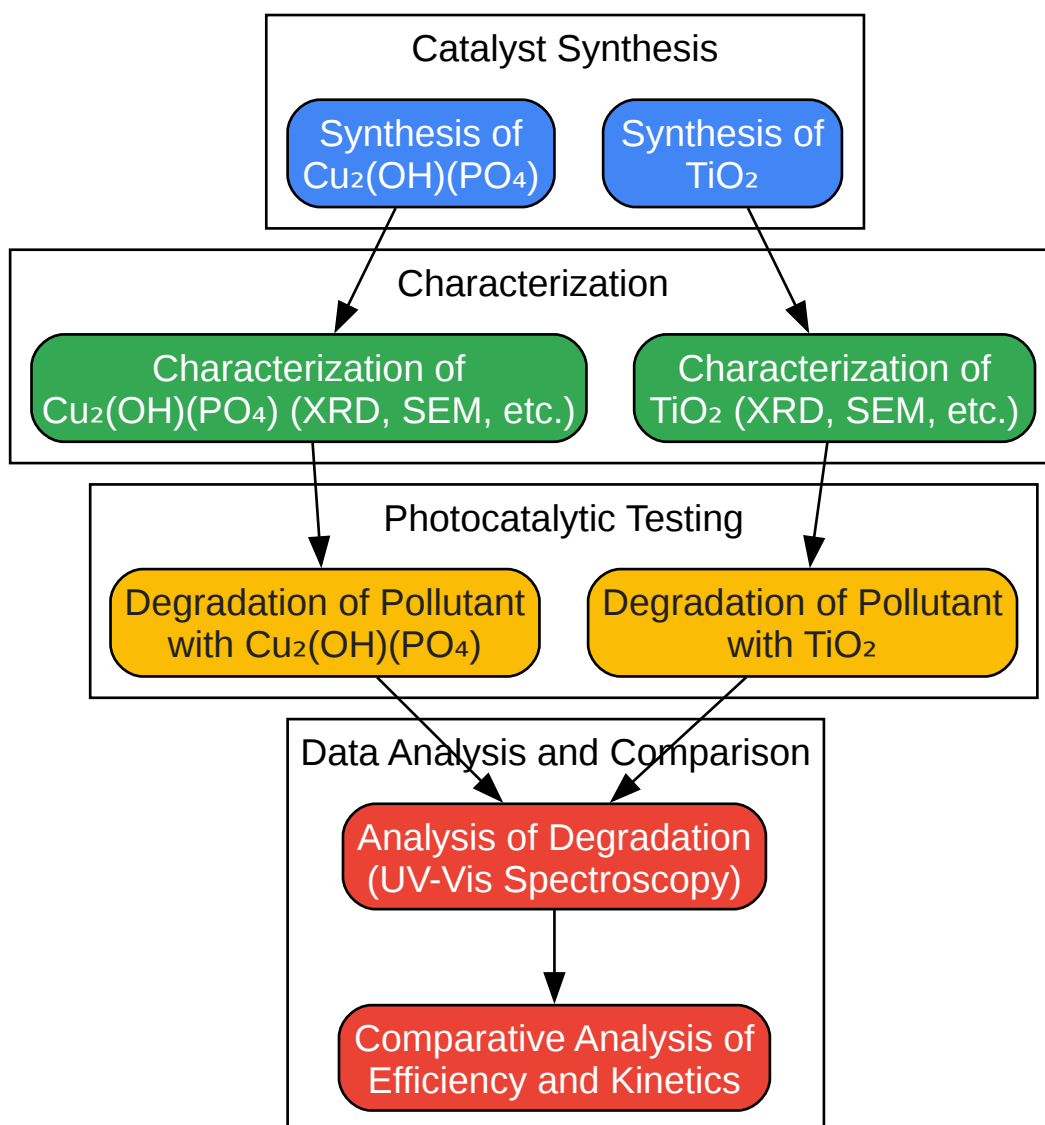 Catalyst Synthesis
Synthesis of
Cu₂(OH)(PO₄)
Synthesis of
TiO₂
Characterization
Characterization of
Cu₂(OH)(PO₄) (XRD, SEM, etc.)
Characterization of
TiO₂ (XRD, SEM, etc.)
Photocatalytic Testing
Degradation of Pollutant
with Cu₂(OH)(PO₄)
Degradation of Pollutant
with TiO₂
Data Analysis and Comparison
Analysis of Degradation
(UV-Vis Spectroscopy)
Comparative Analysis of
Efficiency and Kinetics